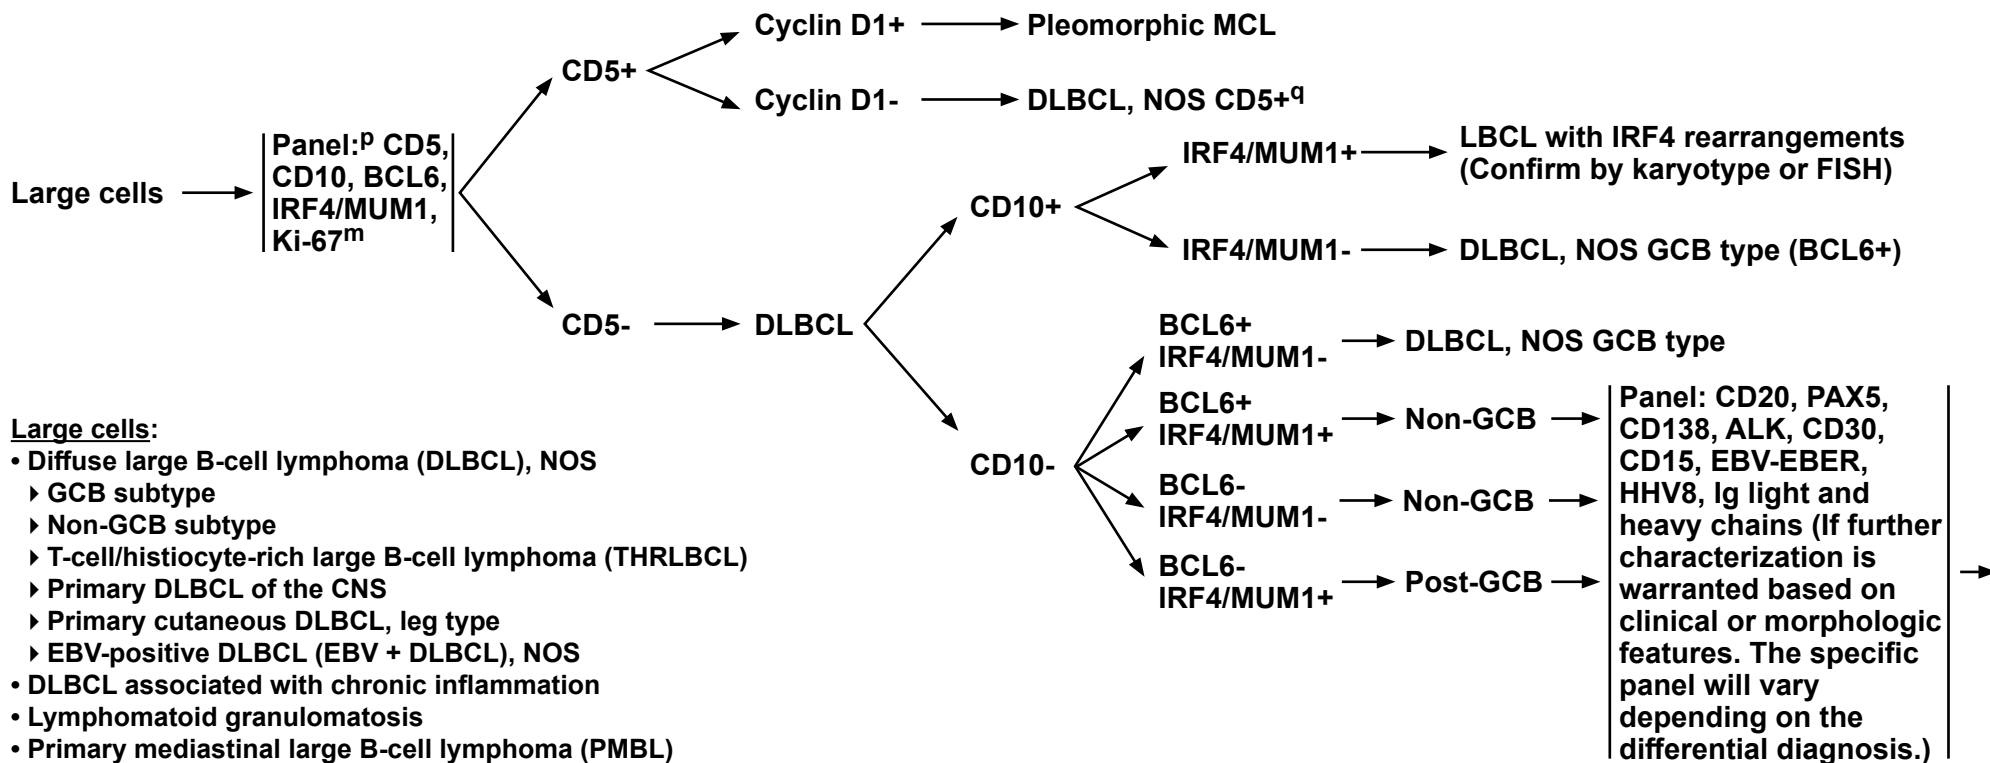 Large cells
Panel:p CD5,
CD10, BCL6,
IRF4/MUM1,
Ki-67m
CD5+
Cyclin D1+
Pleomorphic MCL
Cyclin D1-
DLBCL, NOS CD5+q
CD5-
DLBCL
CD10+
IRF4/MUM1+
LBCL with IRF4 rearrangements
(Confirm by karyotype or FISH)
IRF4/MUM1-
DLBCL, NOS GCB type (BCL6+)
CD10-
BCL6+
IRF4/MUM1-
DLBCL, NOS GCB type
BCL6+
IRF4/MUM1+
Non-GCB
BCL6-
IRF4/MUM1-
Non-GCB
BCL6-
IRF4/MUM1+
Post-GCB
Panel: CD20, PAX5,
CD138, ALK, CD30,
CD15, EBV-EBER,
HHV8, Ig light and
heavy chains (If further
characterization is
warranted based on
clinical or morphologic
features. The specific
panel will vary
depending on the
differential diagnosis.)
Large cells:
• Diffuse large B-cell lymphoma (DLBCL), NOS
GCB subtype
Non-GCB subtype
T-cell/histiocyte-rich large B-cell lymphoma (THRLBCL)
Primary DLBCL of the CNS
Primary cutaneous DLBCL, leg type
EBV-positive DLBCL (EBV + DLBCL), NOS
• DLBCL associated with chronic inflammation
• Lymphomatoid granulomatosis
• Primary mediastinal large B-cell lymphoma (PMBL)